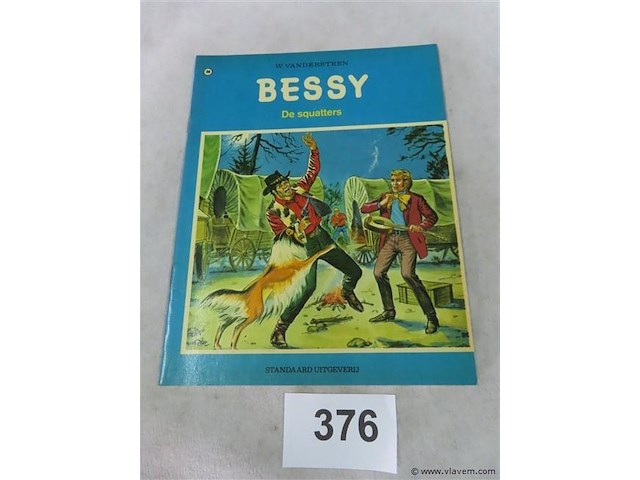 W. VANDERSTEEN
BESSY
De squatters
STANDAARD UITGEVERIJ
376
© www.vlavem.com